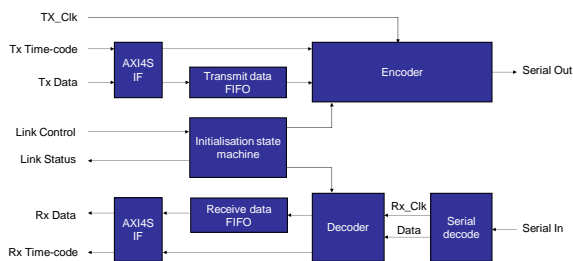 TX_Clk
Tx Time-code
AXI4S
IF
Encoder
Tx Data
Transmit data
FIFO
Serial Out
Link Control
Initialisation state
machine
Link Status
Rx Data
AXI4S
IF
Receive data
FIFO
Decoder
Rx_Clk
Data
Serial
decode
Serial In
Rx Time-code